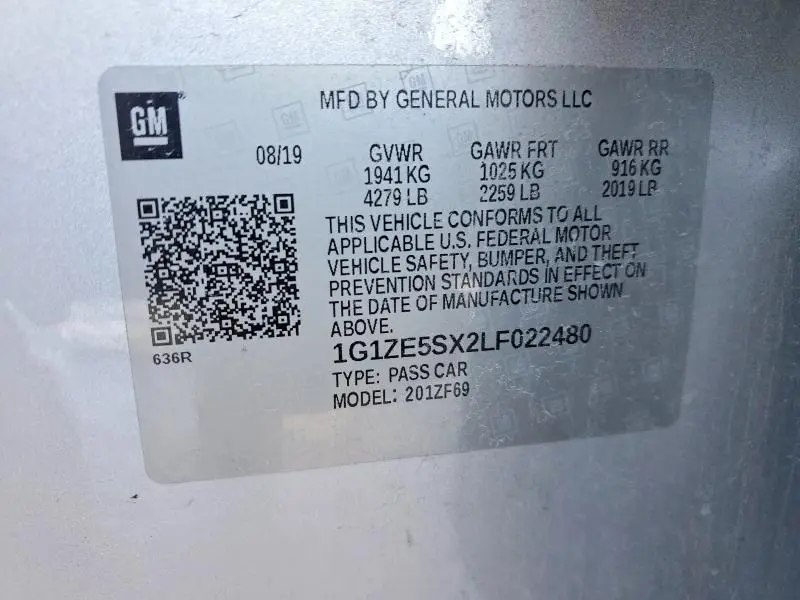 GM
MFD BY GENERAL MOTORS LLC
08/19 GVWR GAWR FRT GAWR RR
1941 KG 1025 KG 916 KG
4279 LB 2259 LB 2019 LB
THIS VEHICLE CONFORMS TO ALL
APPLICABLE U.S. FEDERAL MOTOR
VEHICLE SAFETY, BUMPER, AND THEFT
PREVENTION STANDARDS IN EFFECT ON
THE DATE OF MANUFACTURE SHOWN
ABOVE.
636R
1G1ZE5SX2LF022480
TYPE: PASS CAR
MODEL: 201ZF69